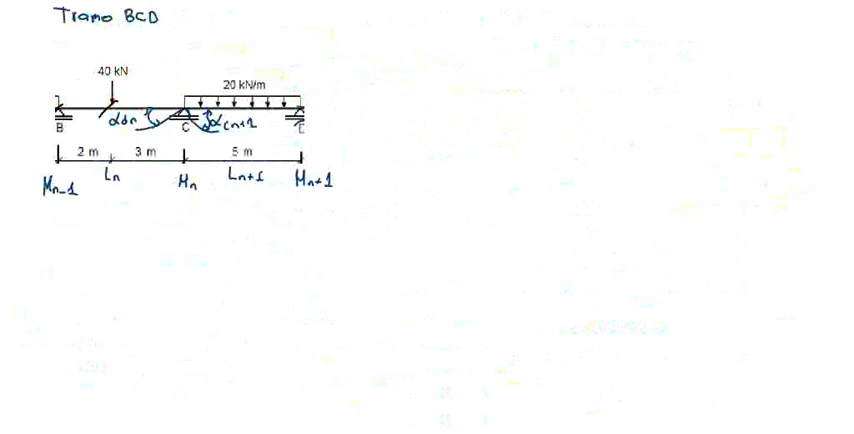 Tramo BCD
40 kN
20 kN/m
αdn αcn+1
B C D
2 m 3 m 5 m
Mn-1 Ln Mn Ln+1 Mn+1